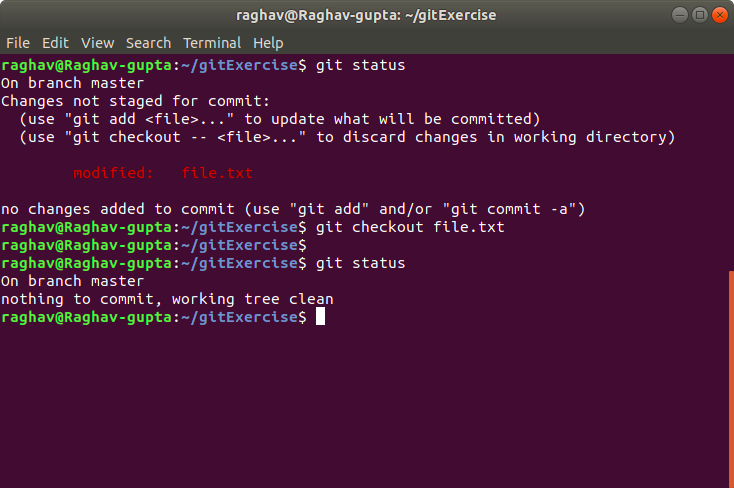 raghav@Raghav-gupta: ~/gitExercise
File Edit View Search Terminal Help
raghav@Raghav-gupta:~/gitExercise$ git status
On branch master
Changes not staged for commit:
  (use "git add <file>..." to update what will be committed)
  (use "git checkout -- <file>..." to discard changes in working directory)
        modified:   file.txt
no changes added to commit (use "git add" and/or "git commit -a")
raghav@Raghav-gupta:~/gitExercise$ git checkout file.txt
raghav@Raghav-gupta:~/gitExercise$
raghav@Raghav-gupta:~/gitExercise$ git status
On branch master
nothing to commit, working tree clean
raghav@Raghav-gupta:~/gitExercise$